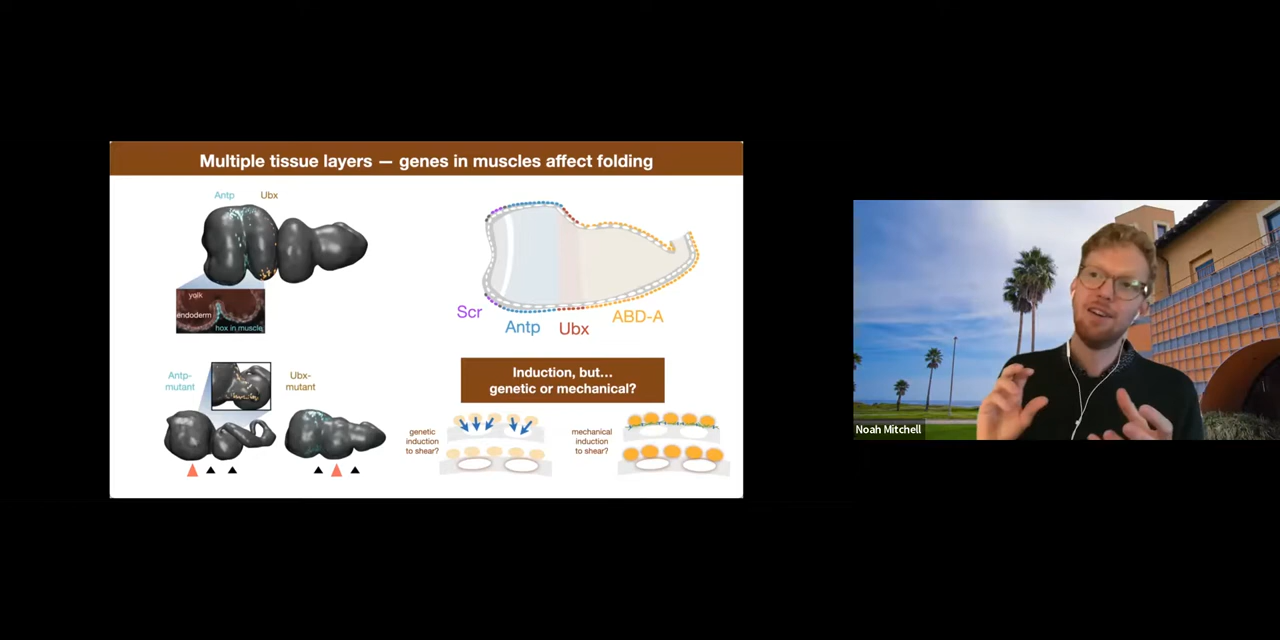 Multiple tissue layers — genes in muscles affect folding
Antp
Ubx
yolk
endoderm
hox in muscle
Scr
Antp
Ubx
ABD-A
Antp-
mutant
Ubx-
mutant
Induction, but...
genetic or mechanical?
genetic
induction
to shear?
mechanical
induction
to shear?
Noah Mitchell